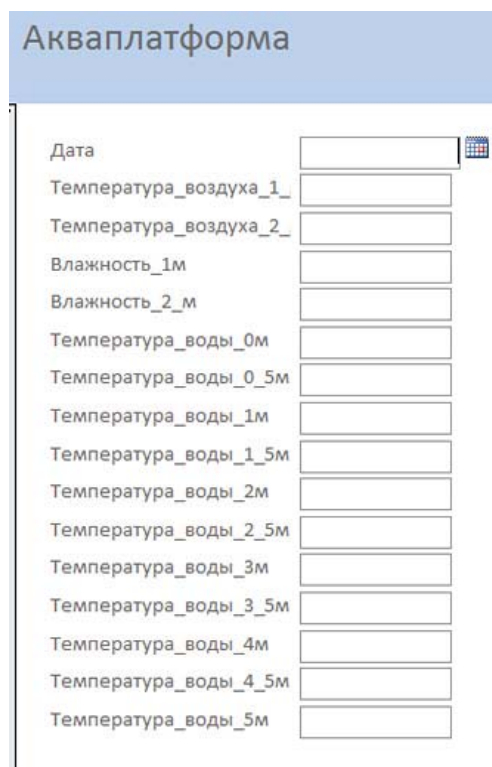 Акваплатформа
Дата
Температура_воздуха_1_
Температура_воздуха_2_
Влажность_1м
Влажность_2_м
Температура_воды_0м
Температура_воды_0_5м
Температура_воды_1м
Температура_воды_1_5м
Температура_воды_2м
Температура_воды_2_5м
Температура_воды_3м
Температура_воды_3_5м
Температура_воды_4м
Температура_воды_4_5м
Температура_воды_5м